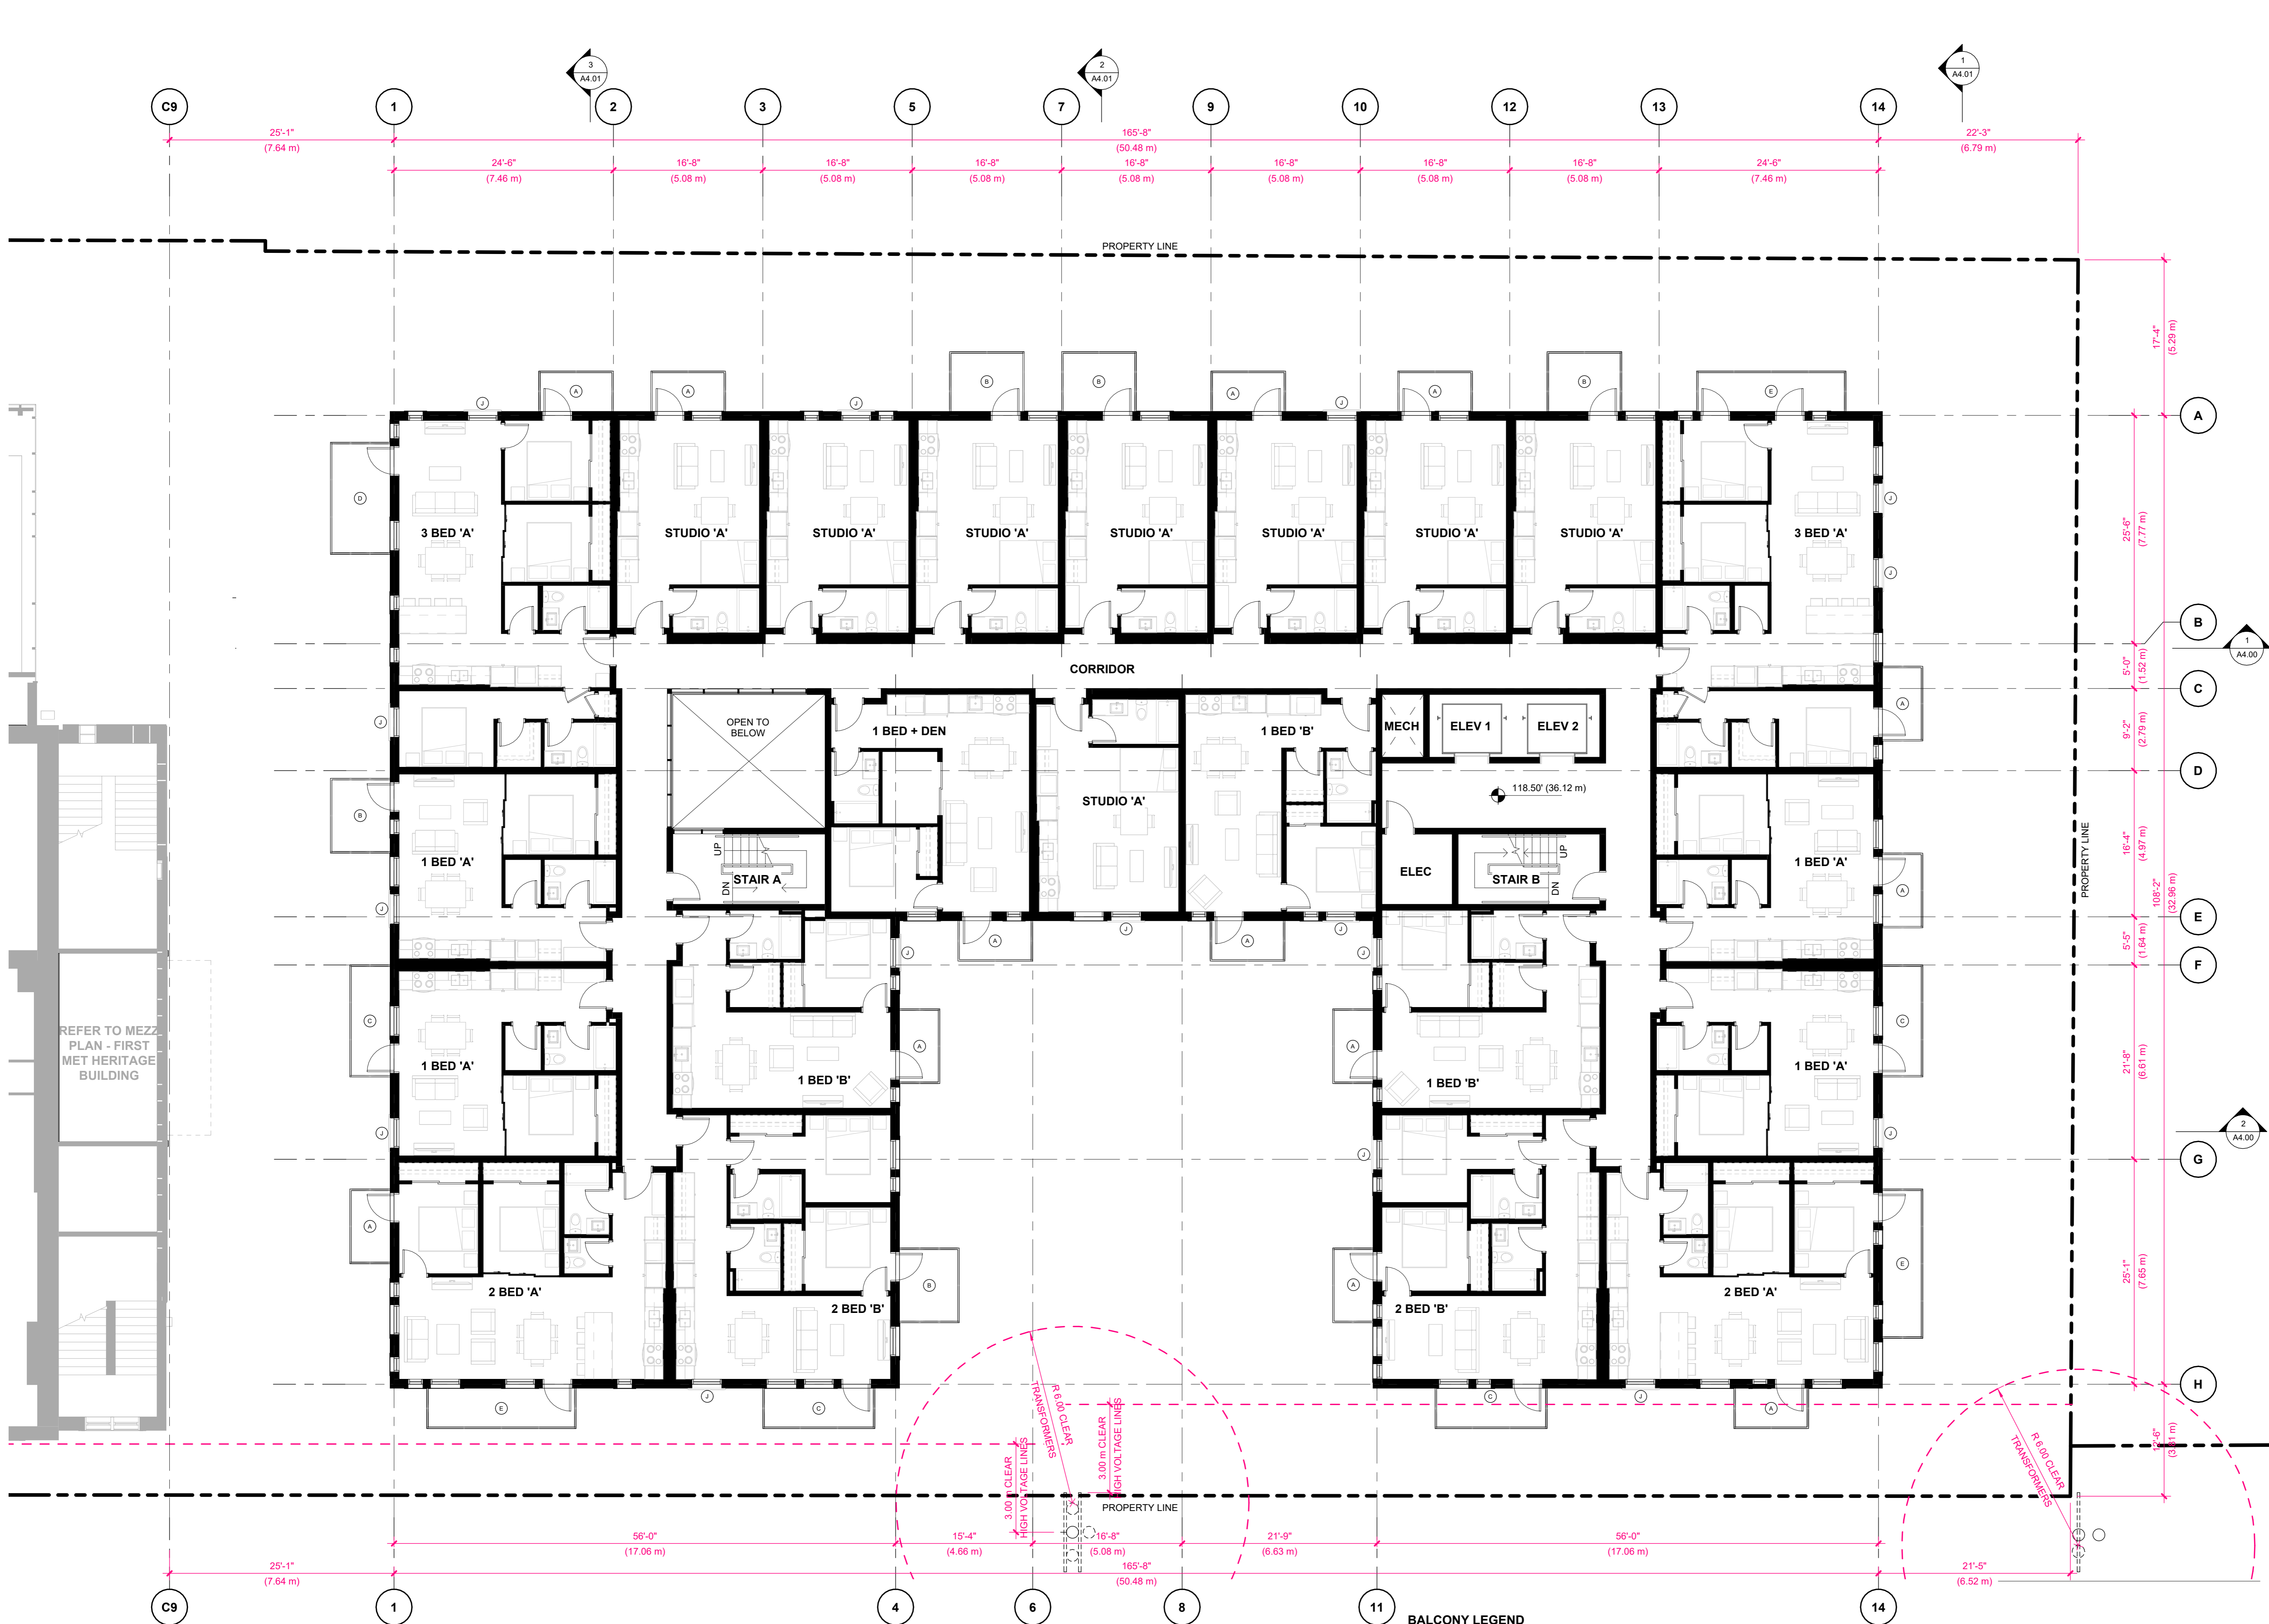 3
A4.01
2
A4.01
1
A4.01
C9 1 2 3 5 7 9 10 12 13 14
25'-1" 165'-8" 22'-3"
(7.64 m) (50.48 m) (6.79 m)
24'-6" 16'-8" 16'-8" 16'-8" 16'-8" 16'-8" 16'-8" 16'-8" 24'-6"
(7.46 m) (5.08 m) (5.08 m) (5.08 m) (5.08 m) (5.08 m) (5.08 m) (5.08 m) (7.46 m)
PROPERTY LINE
17'-4"
(5.29 m)
A A B B A A B E
J J J
A
D J
3 BED 'A' STUDIO 'A' STUDIO 'A' STUDIO 'A' STUDIO 'A' STUDIO 'A' STUDIO 'A' STUDIO 'A' 3 BED 'A'
25'-6"
(7.77 m)
J
B
1
A4.00
CORRIDOR
5'-0"
(1.52 m)
C
J A
OPEN TO
BELOW
1 BED + DEN 1 BED 'B' MECH ELEV 1 ELEV 2
9'-2"
(2.79 m)
D
118.50' (36.12 m)
STUDIO 'A'
B
PROPERTY LINE
16'-4"
(4.97 m)
1 BED 'A' 1 BED 'A'
UP
DN
STAIR A
ELEC
STAIR B
UP
DN
A
108'-2"
(32.96 m)
J
E
J A J A J J
5'-5"
(1.64 m)
F
C C
REFER TO MEZZ
PLAN - FIRST
MET HERITAGE
BUILDING
A A
1 BED 'A' 1 BED 'B' 1 BED 'B' 1 BED 'A'
21'-8"
(6.61 m)
J J J
2
A4.00
G
A
25'-1"
(7.65 m)
E
B A
2 BED 'A' 2 BED 'B' 2 BED 'B' 2 BED 'A'
H
E J C C J A
R 6.00 CLEAR
TRANSFORMERS
3.00 m CLEAR
HIGH VOLTAGE LINES
3.00 m CLEAR
HIGH VOLTAGE LINES
R 6.00 CLEAR
TRANSFORMERS
12'-6"
(3.81 m)
PROPERTY LINE
56'-0" 15'-4" 16'-8" 21'-9" 56'-0"
(17.06 m) (4.66 m) (5.08 m) (6.63 m) (17.06 m)
25'-1" 165'-8" 21'-5"
(7.64 m) (50.48 m) (6.52 m)
C9 1 4 6 8 11 14
BALCONY LEGEND